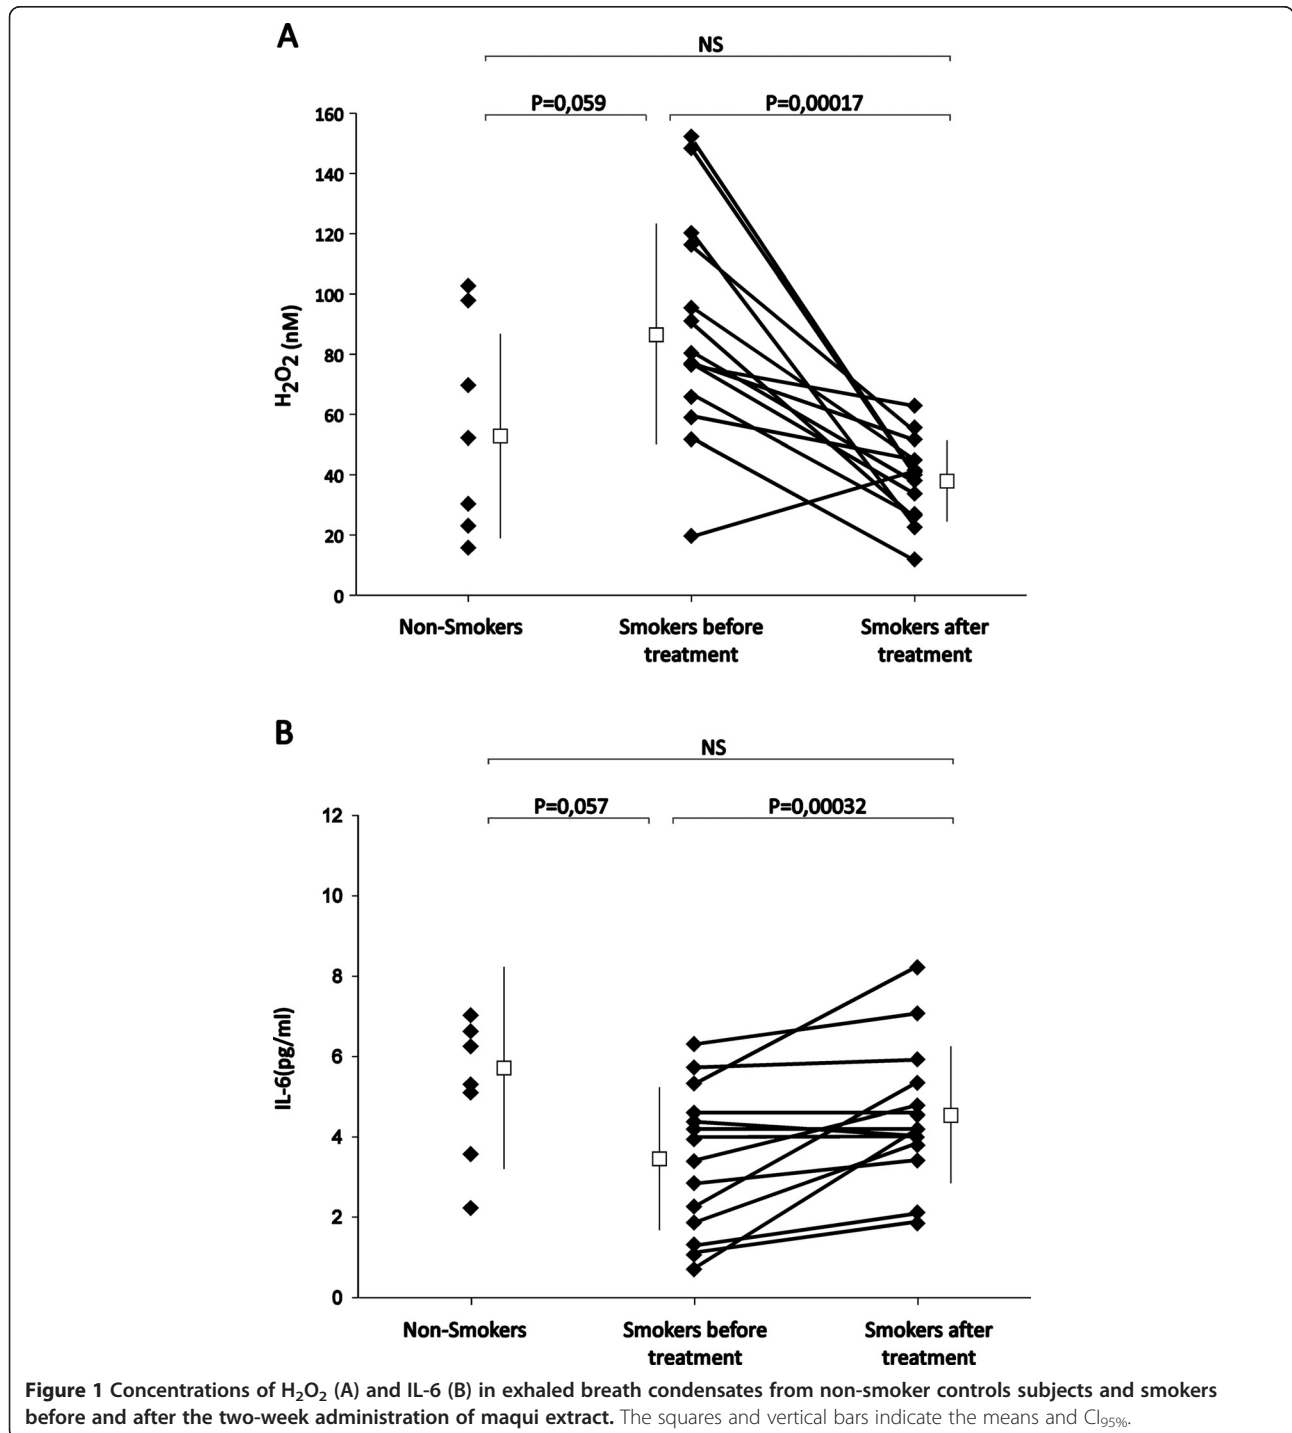 A
NS
P=0,059 P=0,00017
160
140
120
100
80
60
40
20
0
H₂O₂ (nM)
Non-Smokers Smokers before Smokers after
treatment treatment
B
NS
P=0,057 P=0,00032
12
10
8
6
4
2
0
IL-6(pg/ml)
Non-Smokers Smokers before Smokers after
treatment treatment
Figure 1 Concentrations of H₂O₂ (A) and IL-6 (B) in exhaled breath condensates from non-smoker controls subjects and smokers
before and after the two-week administration of maqui extract. The squares and vertical bars indicate the means and CI₉₅%.